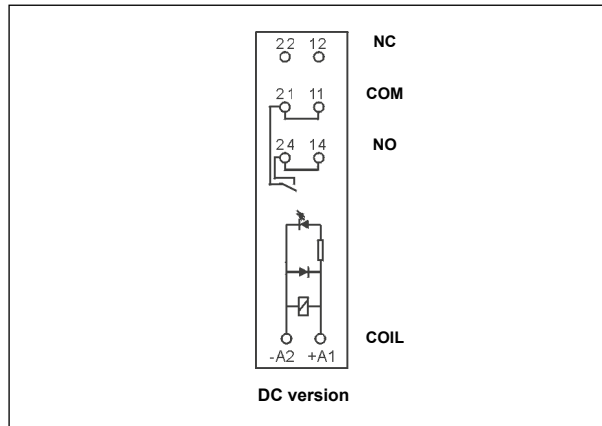 22 12 NC
21 11 COM
24 14 NO
COIL
-A2 +A1
DC version